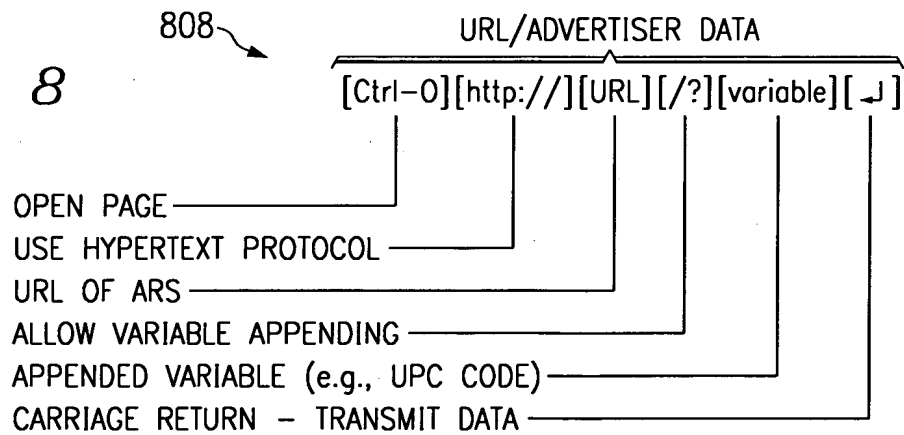 808
URL/ADVERTISER DATA
8
[Ctrl-O][http://][URL][/?][variable][↵]
OPEN PAGE
USE HYPERTEXT PROTOCOL
URL OF ARS
ALLOW VARIABLE APPENDING
APPENDED VARIABLE (e.g., UPC CODE)
CARRIAGE RETURN - TRANSMIT DATA